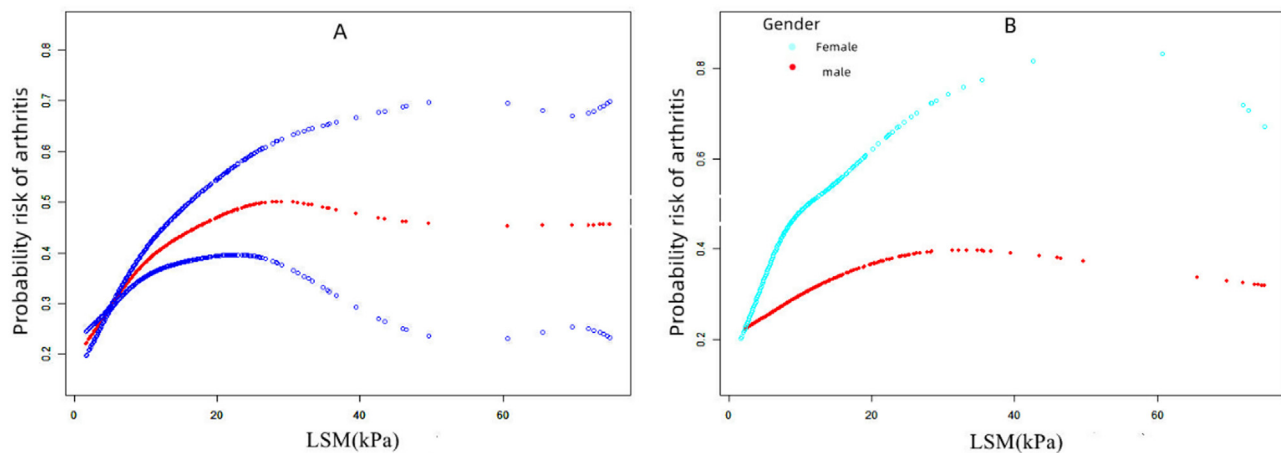 A
Probability risk of arthritis
0.8
0.7
0.6
0.5
0.4
0.3
0.2
0
20
40
60
LSM(kPa)
B
Gender
Female
male
Probability risk of arthritis
0.8
0.6
0.4
0.2
0
20
40
60
LSM(kPa)